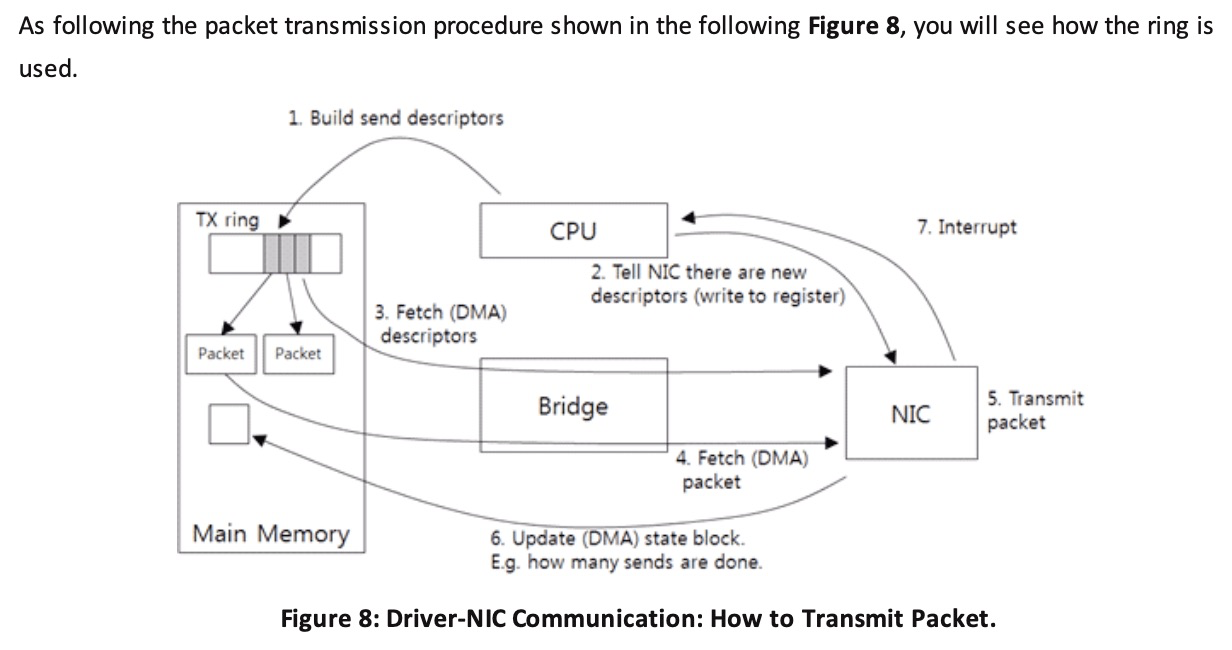 As following the packet transmission procedure shown in the following Figure 8, you will see how the ring is
used.
1. Build send descriptors
TX ring
CPU
7. Interrupt
2. Tell NIC there are new
descriptors (write to register)
3. Fetch (DMA)
descriptors
Packet
Packet
Bridge
NIC
5. Transmit
packet
4. Fetch (DMA)
packet
Main Memory
6. Update (DMA) state block.
E.g. how many sends are done.
Figure 8: Driver-NIC Communication: How to Transmit Packet.